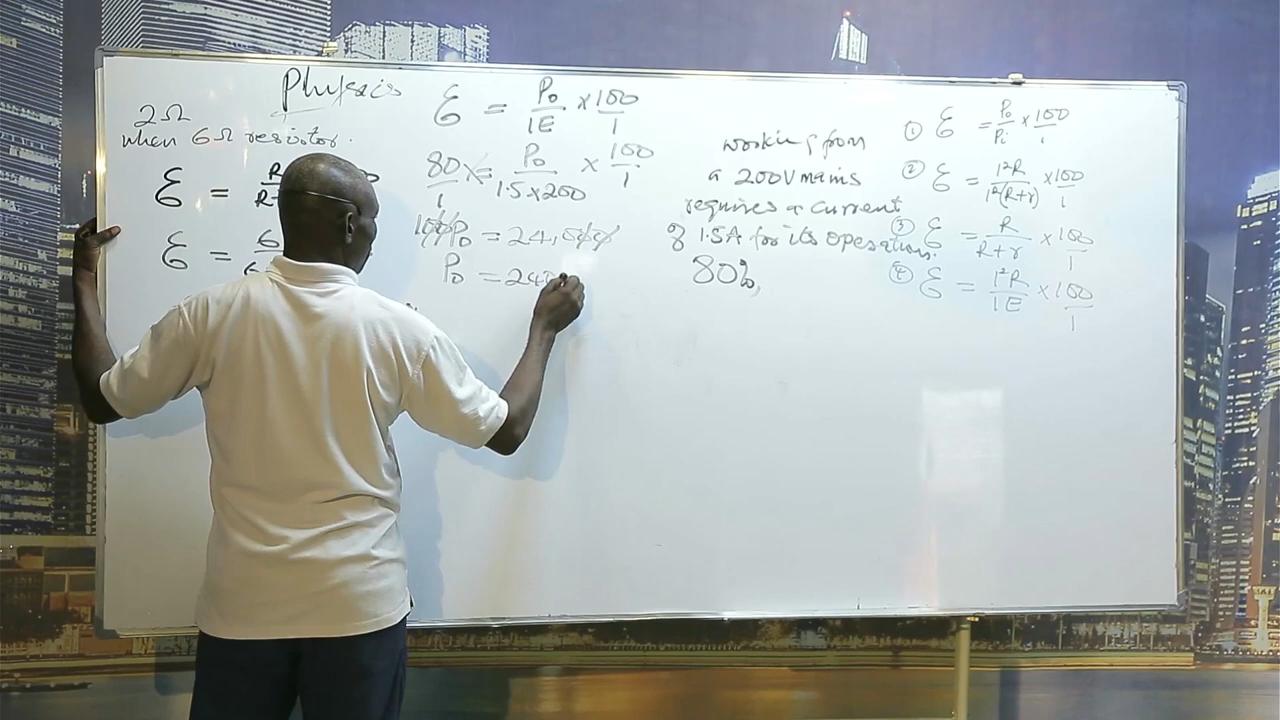 Physics
2Ω
when 6Ω resistor.
Ɛ = R
Ɛ = 6
Ɛ = Po/IE × 100/1
80/1 % = Po/1.5×200 × 100/1
100Po = 24,000
Po = 240
working from
a 200V mains
requires a current
of 1.5A for its operation.
80%
① Ɛ = Po/Pi × 100/1
② Ɛ = I²R/I²(R+r) × 100/1
③ Ɛ = R/R+r × 100/1
④ Ɛ = I²R/IE × 100/1